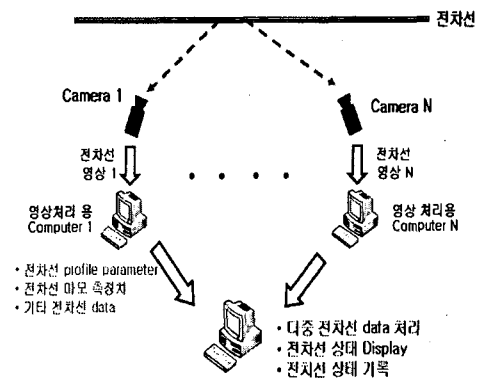 전차선
Camera 1
Camera N
전차선
영상 1
전차선
영상 N
영상처리 용
Computer 1
영상 처리용
Computer N
• 전차선 profile parameter
• 전차선 마모 측정치
• 기타 전차선 data
• 다중 전차선 data 처리
• 전차선 상태 Display
• 전차선 상태 기록